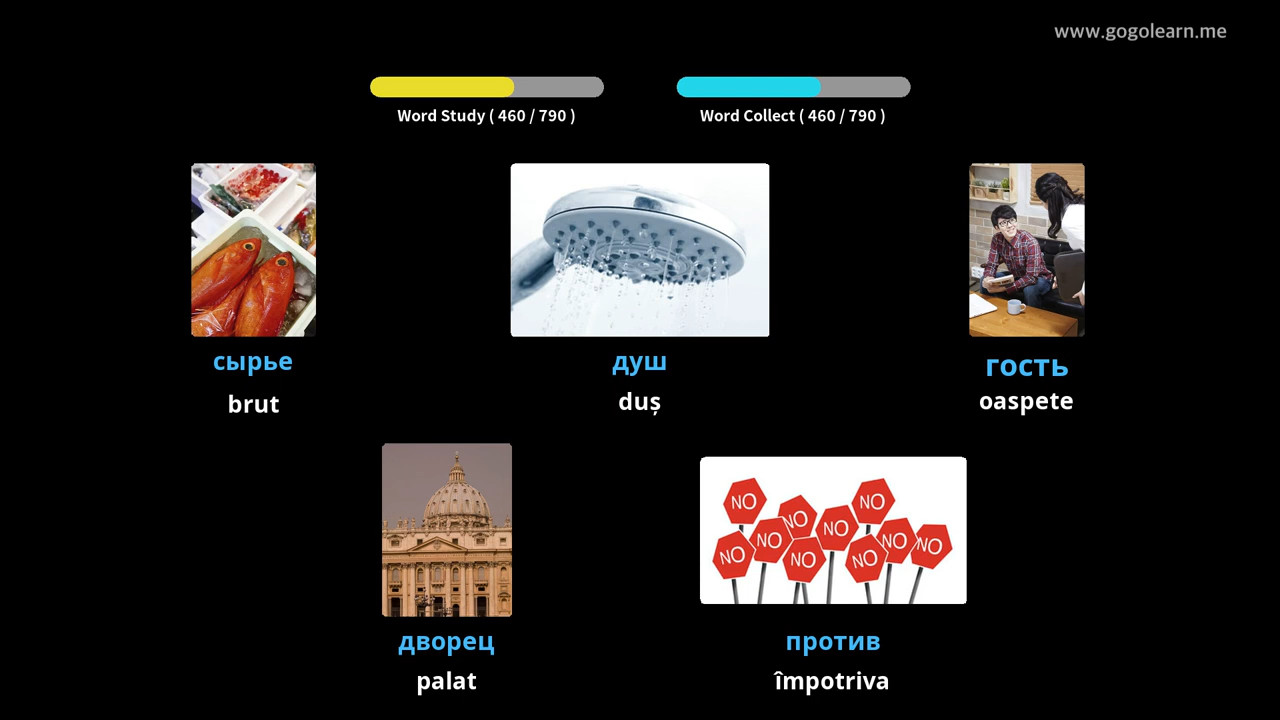 www.gogolearn.me
Word Study ( 460 / 790 )
Word Collect ( 460 / 790 )
сырье
brut
душ
duș
гость
oaspete
дворец
palat
NO
NO
NO
NO
NO
NO
NO
NO
NO
NO
против
împotriva